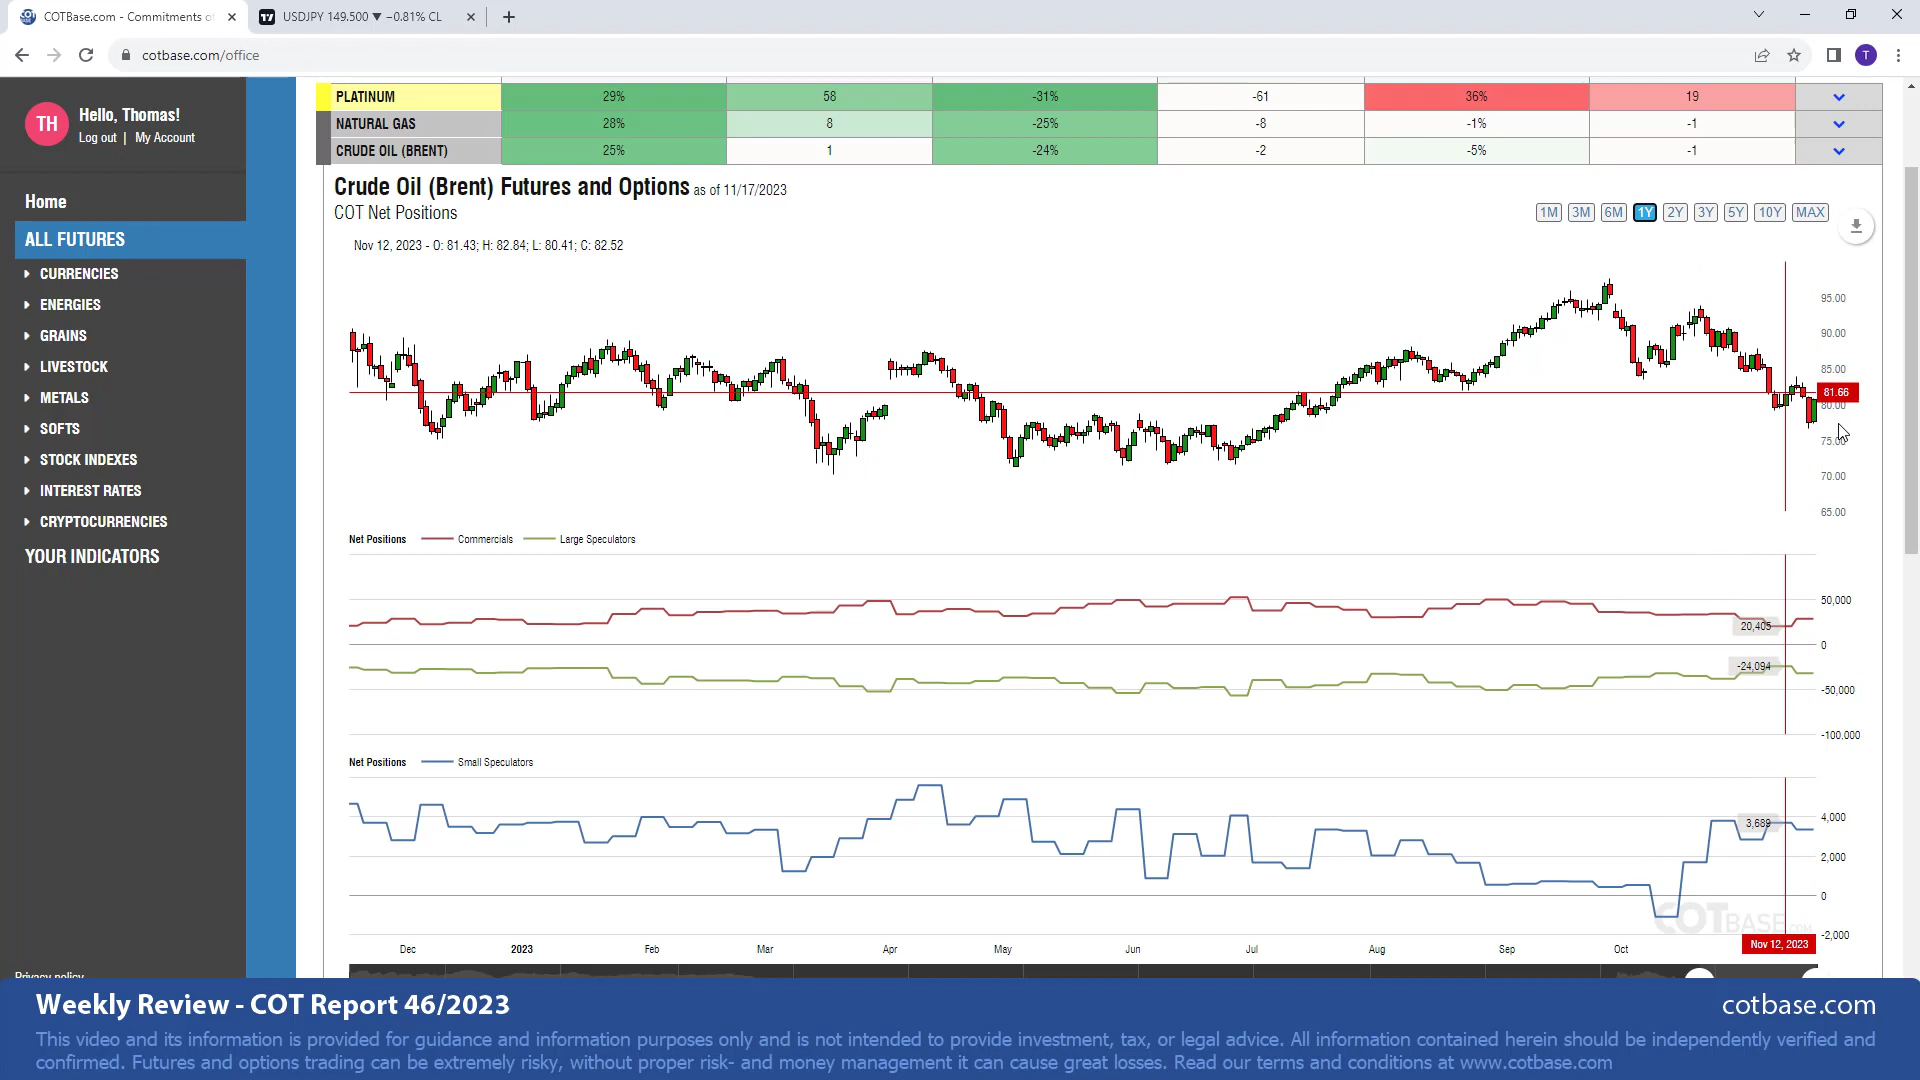 COTBase.com - Commitments of
USDJPY 149.500 ▼ −0.81% CL
cotbase.com/office
T
TH
Hello, Thomas!
Log out | My Account
Home
ALL FUTURES
CURRENCIES
ENERGIES
GRAINS
LIVESTOCK
METALS
SOFTS
STOCK INDEXES
INTEREST RATES
CRYPTOCURRENCIES
YOUR INDICATORS
Privacy policy
PLATINUM 29% 58 -31% -61 36% 19
NATURAL GAS 28% 8 -25% -8 -1% -1
CRUDE OIL (BRENT) 25% 1 -24% -2 -5% -1
Crude Oil (Brent) Futures and Options as of 11/17/2023
COT Net Positions
1M 3M 6M 1Y 2Y 3Y 5Y 10Y MAX
Nov 12, 2023 - O: 81.43; H: 82.84; L: 80.41; C: 82.52
95.00
90.00
85.00
81.66
80.00
75.00
70.00
65.00
Net Positions Commercials Large Speculators
50,000
20,405
0
-24,094
-50,000
-100,000
Net Positions Small Speculators
4,000
3,689
2,000
0
COTBASE.COM
-2,000
Dec 2023 Feb Mar Apr May Jun Jul Aug Sep Oct Nov 12, 2023
Weekly Review - COT Report 46/2023
cotbase.com
This video and its information is provided for guidance and information purposes only and is not intended to provide investment, tax, or legal advice. All information contained herein should be independently verified and
confirmed. Futures and options trading can be extremely risky, without proper risk- and money management it can cause great losses. Read our terms and conditions at www.cotbase.com